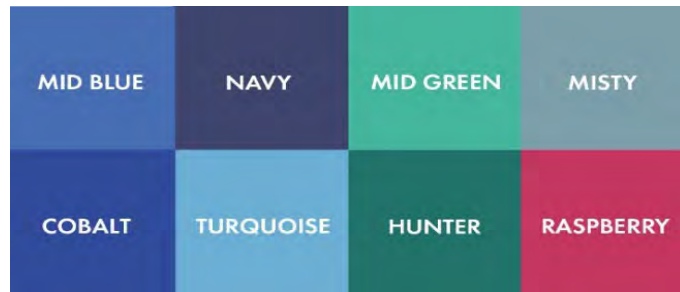 MID BLUE NAVY MID GREEN MISTY
COBALT TURQUOISE HUNTER RASPBERRY